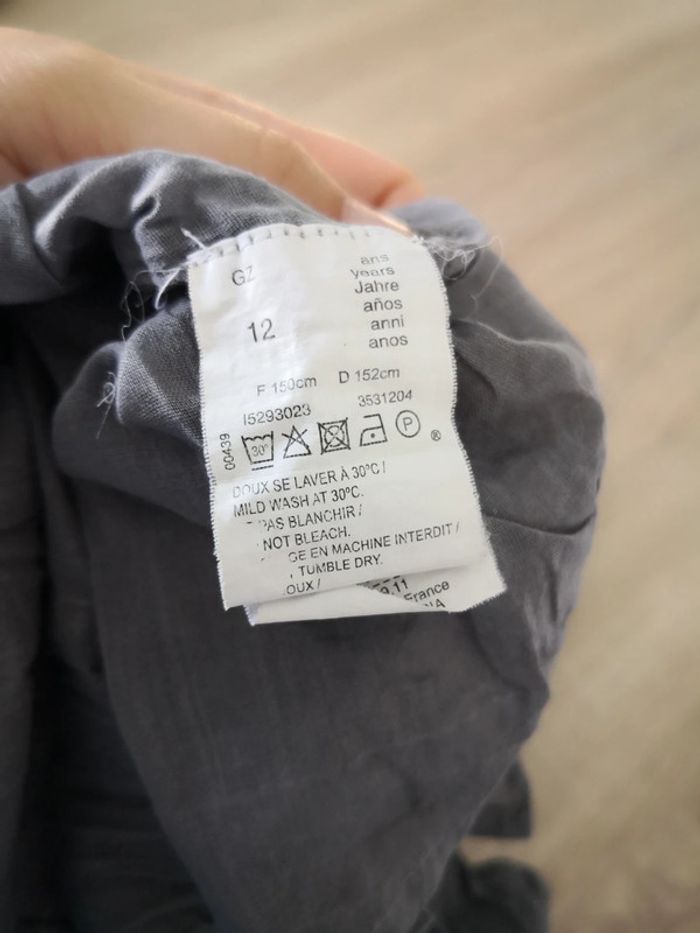 GZ
ans
years
Jahre
años
12
anni
anos
F 150cm D 152cm
I5293023 3531204
00439
30°
P
®
DOUX SE LAVER À 30°C /
MILD WASH AT 30°C.
PAS BLANCHIR /
NOT BLEACH.
GE EN MACHINE INTERDIT /
, TUMBLE DRY.
OUX /
.11
France